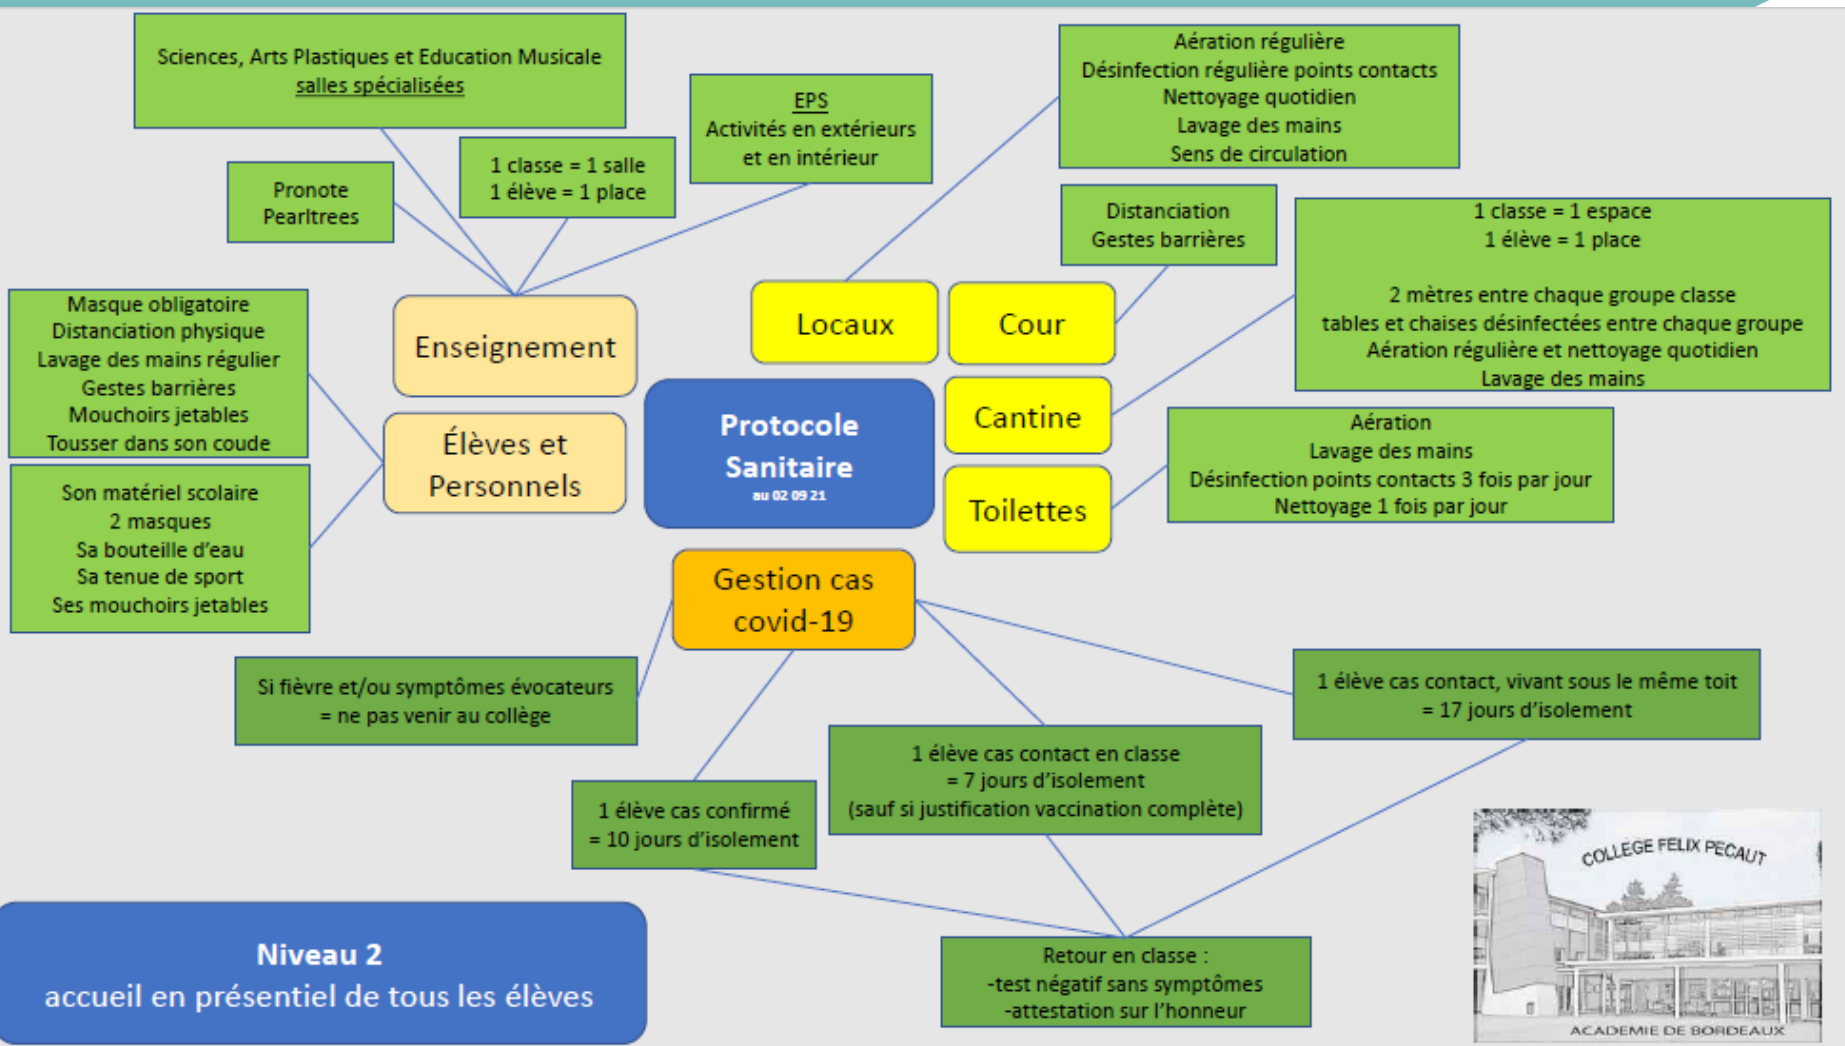 Sciences, Arts Plastiques et Education Musicale
salles spécialisées
EPS
Activités en extérieurs
et en intérieur
1 classe = 1 salle
1 élève = 1 place
Pronote
Pearltrees
Aération régulière
Désinfection régulière points contacts
Nettoyage quotidien
Lavage des mains
Sens de circulation
Distanciation
Gestes barrières
1 classe = 1 espace
1 élève = 1 place
2 mètres entre chaque groupe classe
tables et chaises désinfectées entre chaque groupe
Aération régulière et nettoyage quotidien
Lavage des mains
Masque obligatoire
Distanciation physique
Lavage des mains régulier
Gestes barrières
Mouchoirs jetables
Tousser dans son coude
Enseignement
Locaux
Cour
Élèves et
Personnels
Protocole
Sanitaire
au 02 09 21
Cantine
Toilettes
Aération
Lavage des mains
Désinfection points contacts 3 fois par jour
Nettoyage 1 fois par jour
Son matériel scolaire
2 masques
Sa bouteille d'eau
Sa tenue de sport
Ses mouchoirs jetables
Gestion cas
covid-19
Si fièvre et/ou symptômes évocateurs
= ne pas venir au collège
1 élève cas confirmé
= 10 jours d'isolement
1 élève cas contact en classe
= 7 jours d'isolement
(sauf si justification vaccination complète)
1 élève cas contact, vivant sous le même toit
= 17 jours d'isolement
Retour en classe :
-test négatif sans symptômes
-attestation sur l'honneur
Niveau 2
accueil en présentiel de tous les élèves
COLLEGE FELIX PECAUT
ACADEMIE DE BORDEAUX